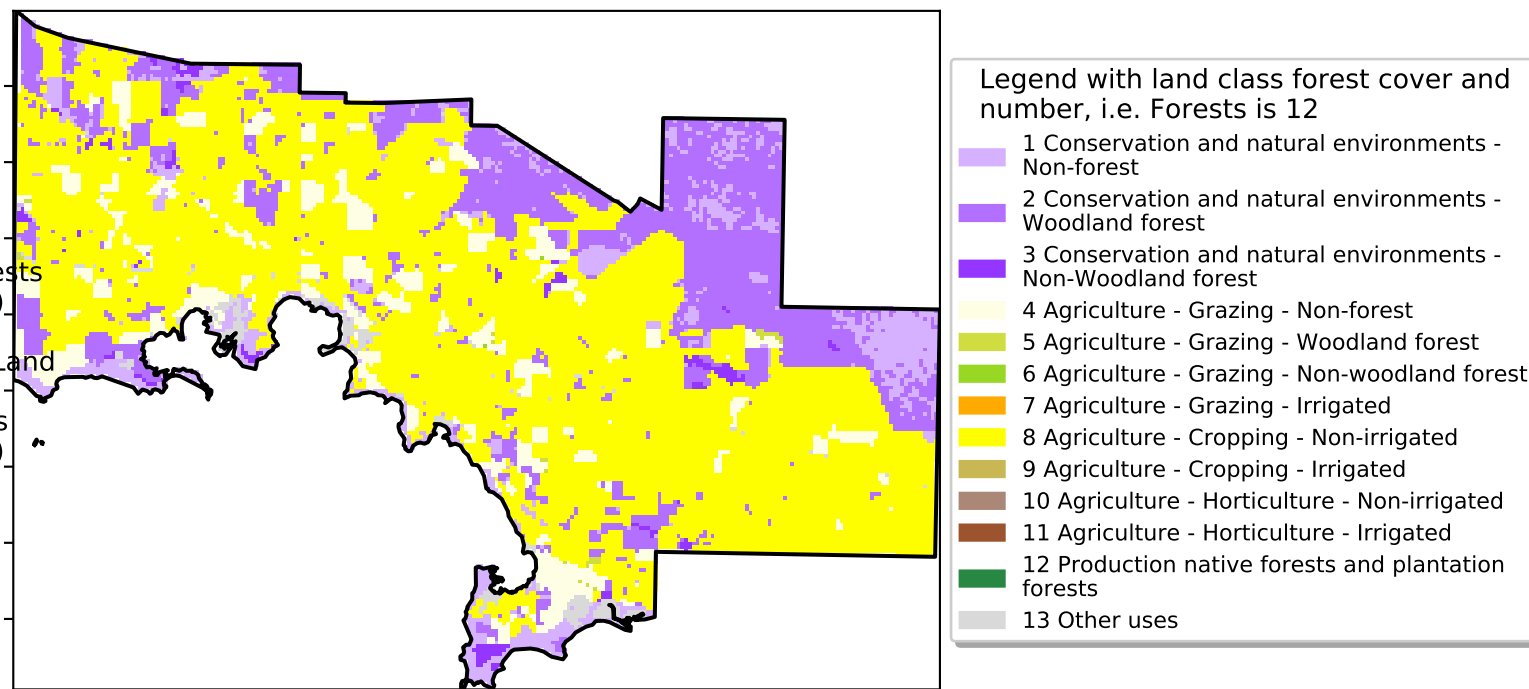 ests
)
Land
s
)
Legend with land class forest cover and
number, i.e. Forests is 12
1 Conservation and natural environments -
Non-forest
2 Conservation and natural environments -
Woodland forest
3 Conservation and natural environments -
Non-Woodland forest
4 Agriculture - Grazing - Non-forest
5 Agriculture - Grazing - Woodland forest
6 Agriculture - Grazing - Non-woodland forest
7 Agriculture - Grazing - Irrigated
8 Agriculture - Cropping - Non-irrigated
9 Agriculture - Cropping - Irrigated
10 Agriculture - Horticulture - Non-irrigated
11 Agriculture - Horticulture - Irrigated
12 Production native forests and plantation
forests
13 Other uses